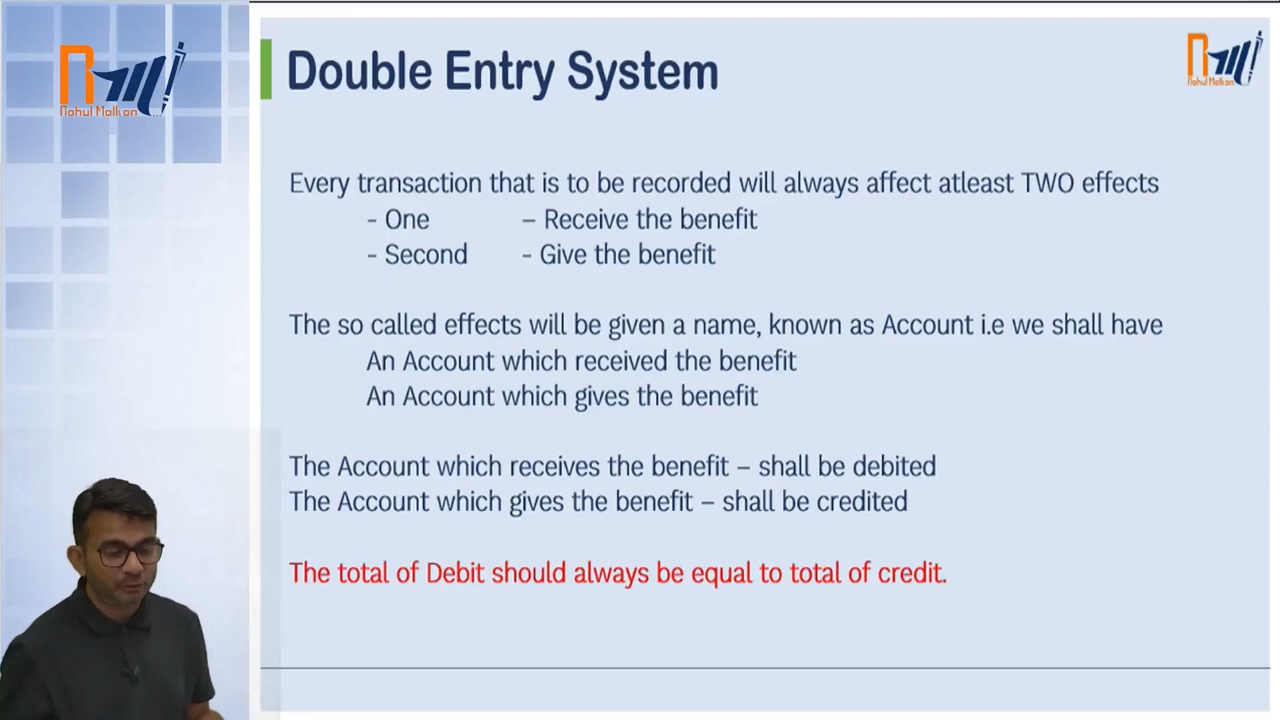 Rahul Malkan
Double Entry System
Rahul Malkan
Every transaction that is to be recorded will always affect atleast TWO effects
- One – Receive the benefit
- Second - Give the benefit
The so called effects will be given a name, known as Account i.e we shall have
An Account which received the benefit
An Account which gives the benefit
The Account which receives the benefit – shall be debited
The Account which gives the benefit – shall be credited
The total of Debit should always be equal to total of credit.